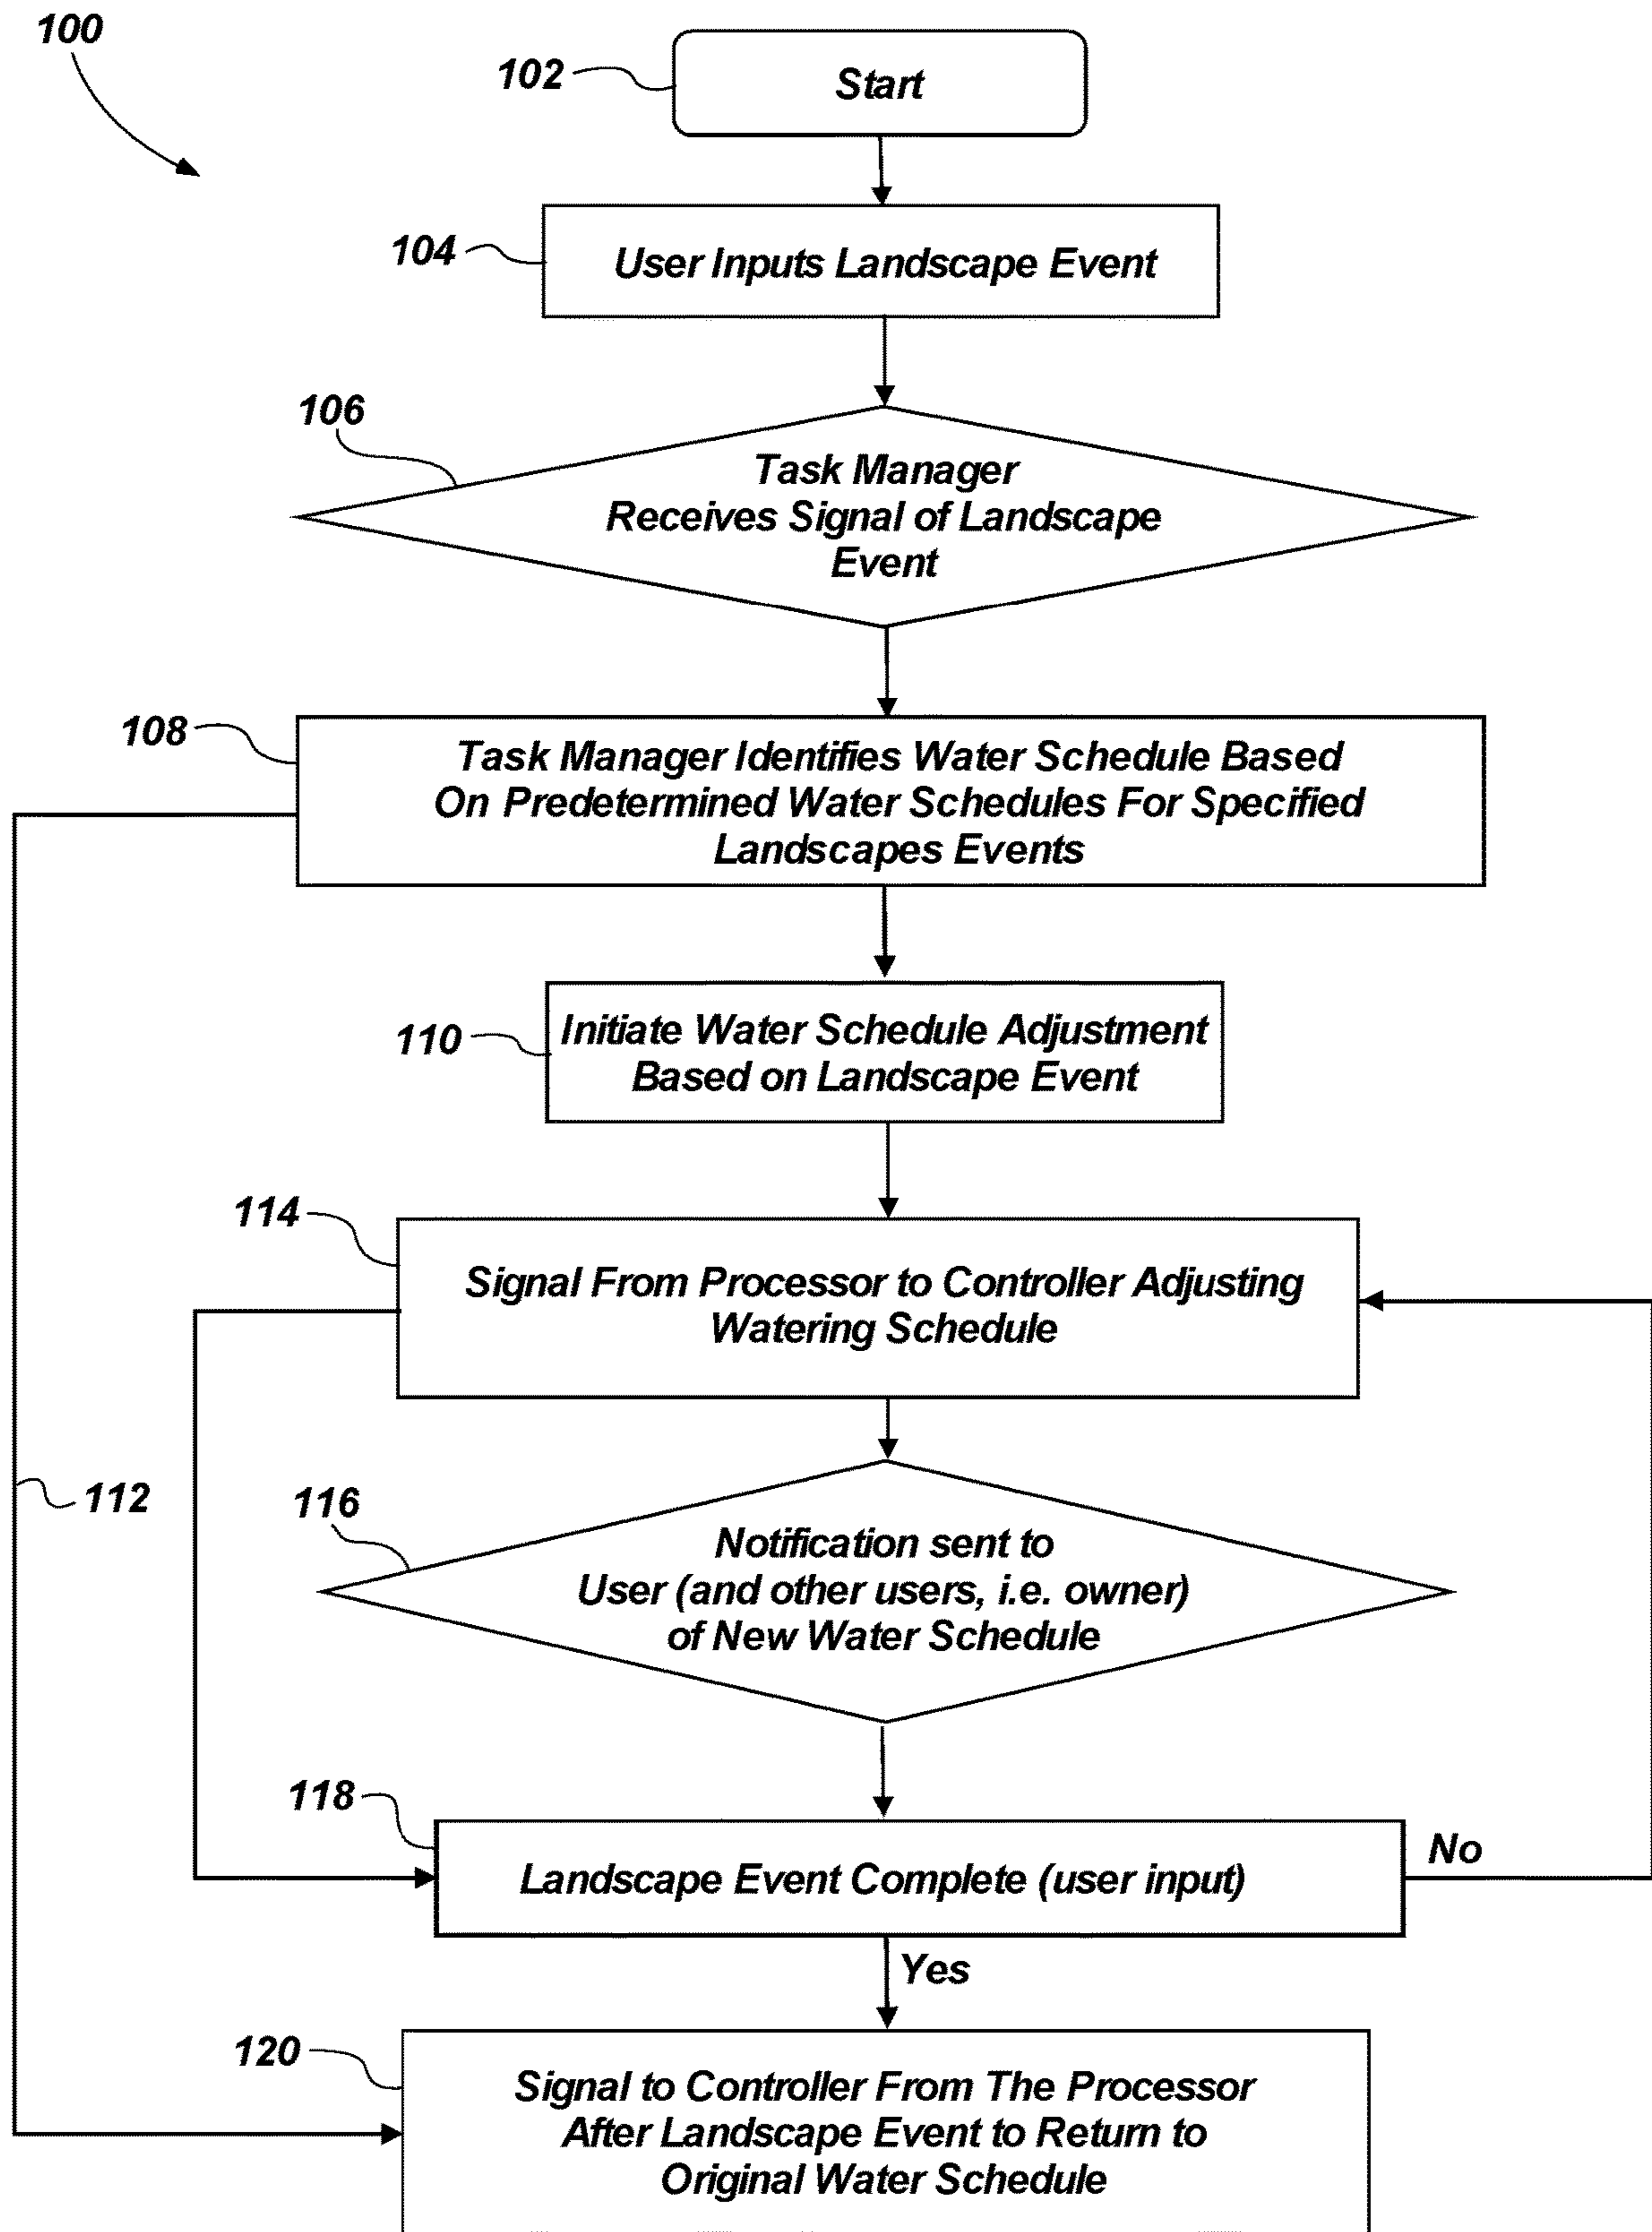 100
102
Start
104
User Inputs Landscape Event
106
Task Manager
Receives Signal of Landscape
Event
108
Task Manager Identifies Water Schedule Based
On Predetermined Water Schedules For Specified
Landscapes Events
110
Initiate Water Schedule Adjustment
Based on Landscape Event
114
Signal From Processor to Controller Adjusting
Watering Schedule
112
116
Notification sent to
User (and other users, i.e. owner)
of New Water Schedule
118
Landscape Event Complete (user input)
No
Yes
120
Signal to Controller From The Processor
After Landscape Event to Return to
Original Water Schedule